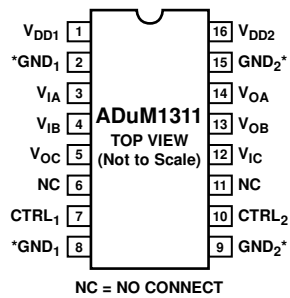 VDD1 1 16 VDD2
*GND1 2 15 GND2*
VIA 3 14 VOA
VIB 4 ADuM1311 13 VOB
TOP VIEW
VOC 5 (Not to Scale) 12 VIC
NC 6 11 NC
CTRL1 7 10 CTRL2
*GND1 8 9 GND2*
NC = NO CONNECT